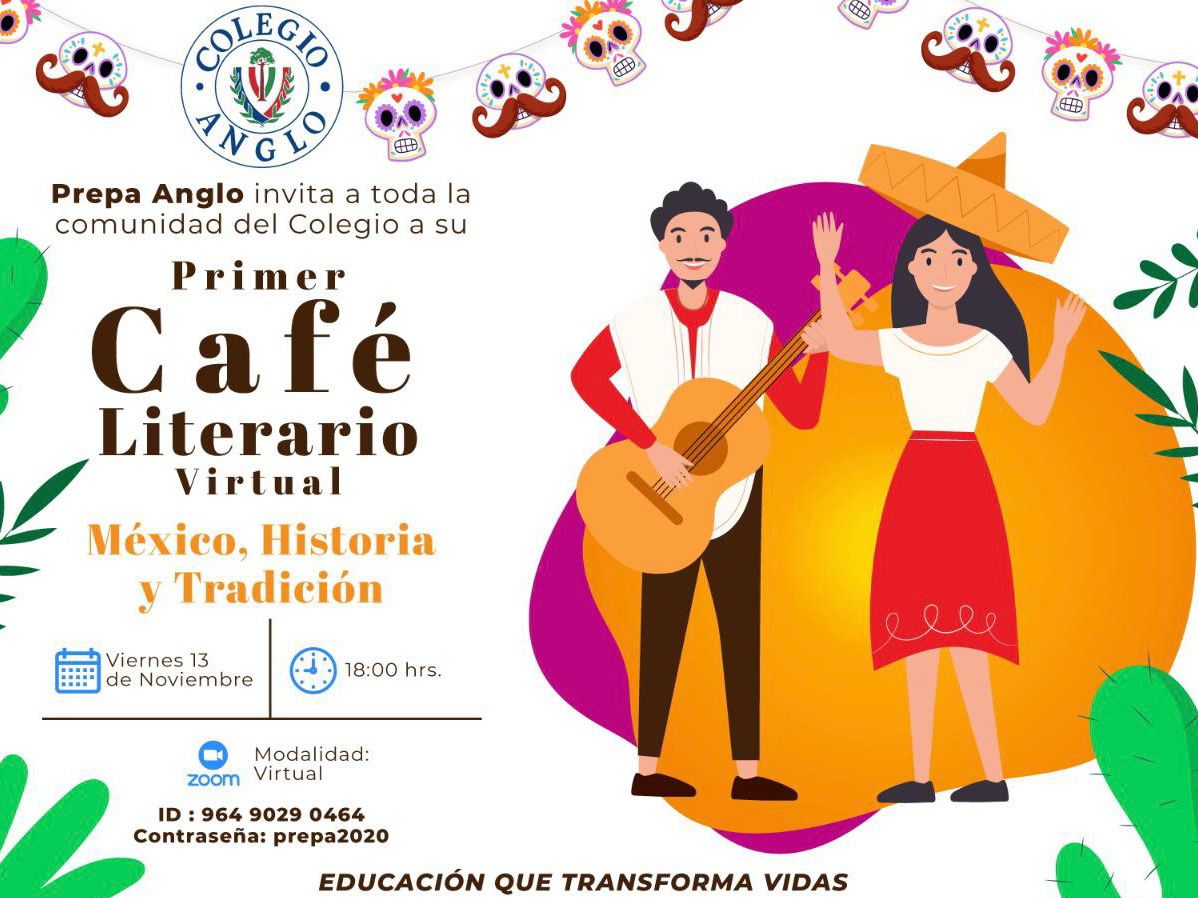 COLEGIO
ANGLO
Prepa Anglo invita a toda la
comunidad del Colegio a su
Primer
Café
Literario
Virtual
México, Historia
y Tradición
Viernes 13
de Noviembre
18:00 hrs.
zoom
Modalidad:
Virtual
ID : 964 9029 0464
Contraseña: prepa2020
EDUCACIÓN QUE TRANSFORMA VIDAS